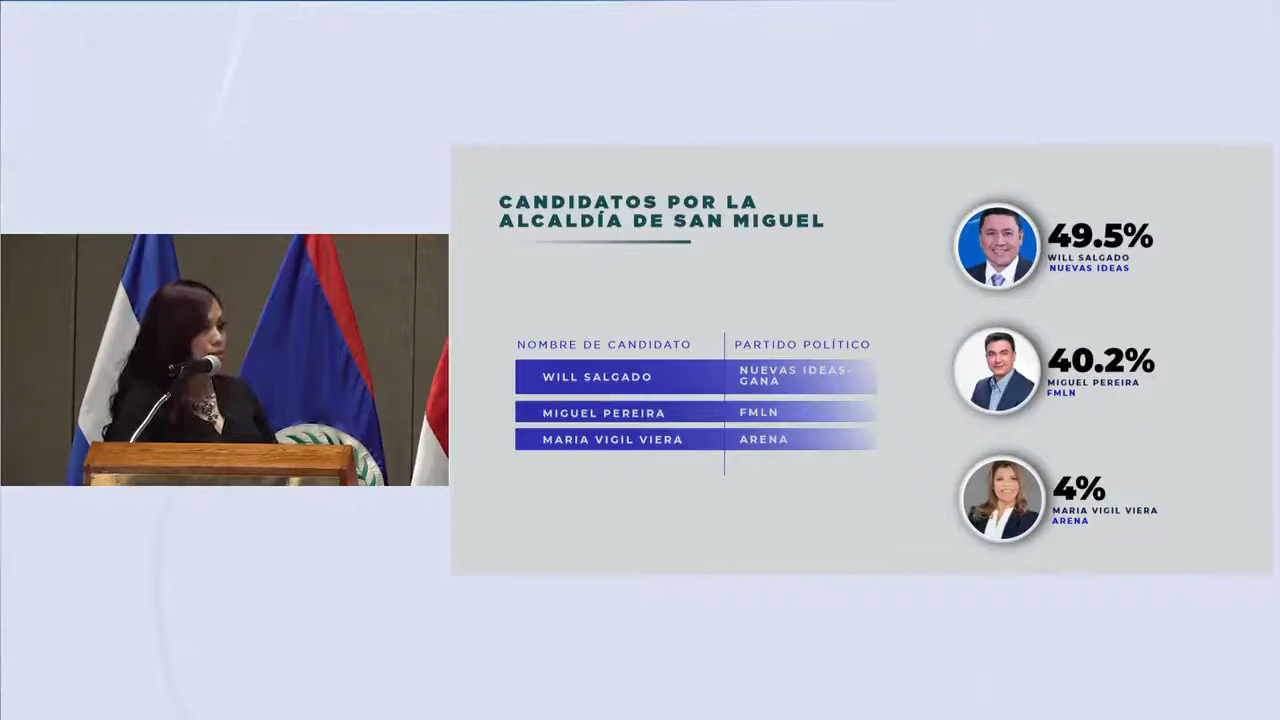 CANDIDATOS POR LA
ALCALDÍA DE SAN MIGUEL
NOMBRE DE CANDIDATO PARTIDO POLÍTICO
WILL SALGADO NUEVAS IDEAS-
GANA
MIGUEL PEREIRA FMLN
MARIA VIGIL VIERA ARENA
49.5%
WILL SALGADO
NUEVAS IDEAS
40.2%
MIGUEL PEREIRA
FMLN
4%
MARIA VIGIL VIERA
ARENA